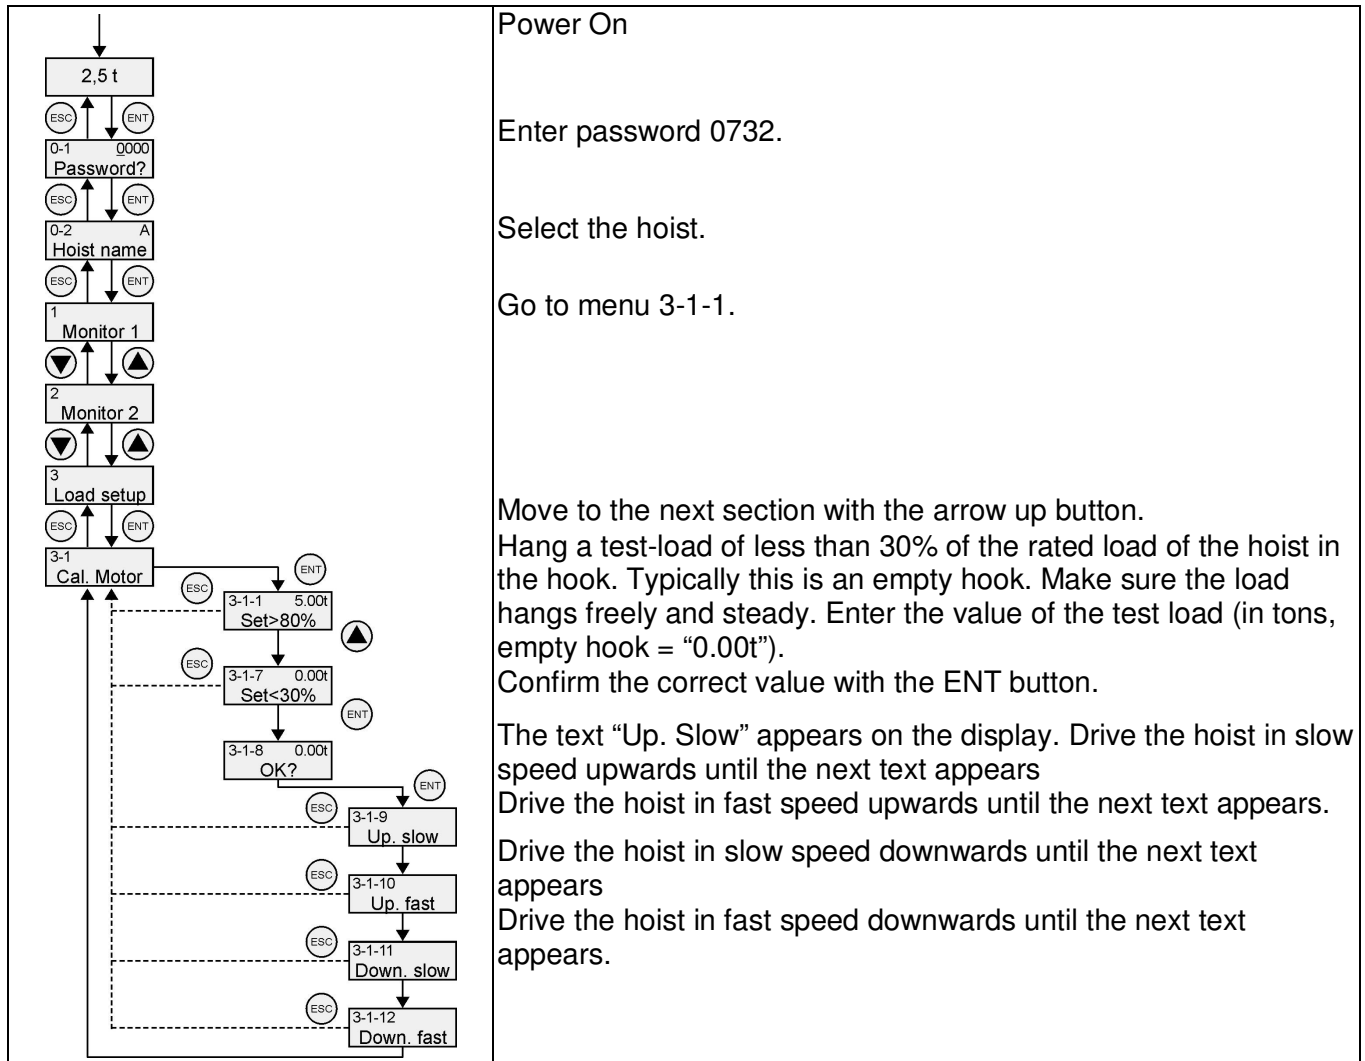 Power On
2,5 t
ESC
ENT
Enter password 0732.
0-1 0000
Password?
ESC
ENT
Select the hoist.
0-2 A
Hoist name
ESC
ENT
Go to menu 3-1-1.
1
Monitor 1
2
Monitor 2
3
Load setup
ESC
ENT
3-1
Cal. Motor
ENT
ESC
3-1-1 5.00t
Set>80%
ESC
3-1-7 0.00t
Set<30%
ENT
3-1-8 0.00t
OK?
ENT
ESC
3-1-9
Up. slow
ESC
3-1-10
Up. fast
ESC
3-1-11
Down. slow
ESC
3-1-12
Down. fast
Move to the next section with the arrow up button.
Hang a test-load of less than 30% of the rated load of the hoist in
the hook. Typically this is an empty hook. Make sure the load
hangs freely and steady. Enter the value of the test load (in tons,
empty hook = “0.00t”).
Confirm the correct value with the ENT button.
The text “Up. Slow” appears on the display. Drive the hoist in slow
speed upwards until the next text appears
Drive the hoist in fast speed upwards until the next text appears.
Drive the hoist in slow speed downwards until the next text
appears
Drive the hoist in fast speed downwards until the next text
appears.